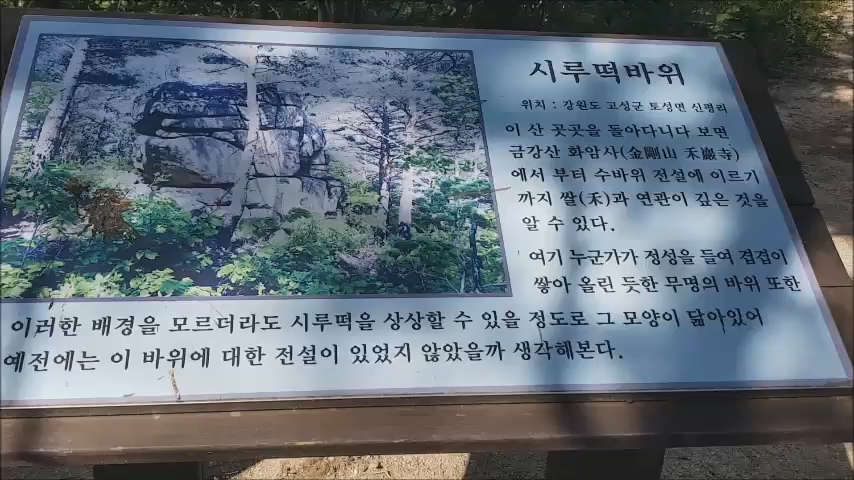 시루떡바위
위치 : 강원도 고성군 토성면 신평리
이 산 곳곳을 돌아다니다 보면
금강산 화암사(金剛山 禾巖寺)
에서 부터 수바위 전설에 이르기
까지 쌀(禾)과 연관이 깊은 것을
알 수 있다.
여기 누군가가 정성을 들여 겹겹이
쌓아 올린 듯한 무명의 바위 또한
이러한 배경을 모르더라도 시루떡을 상상할 수 있을 정도로 그 모양이 닮아있어
예전에는 이 바위에 대한 전설이 있었지 않았을까 생각해본다.